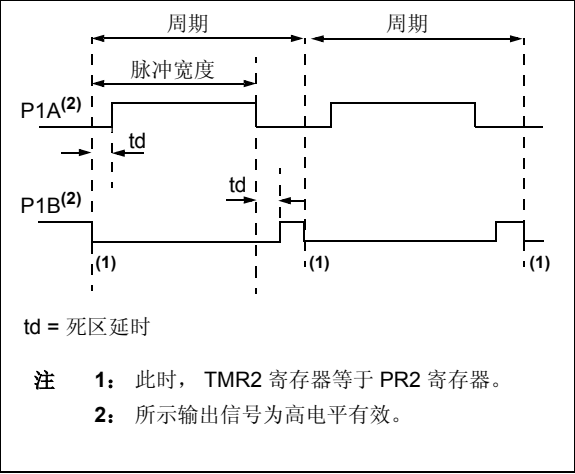 周期 周期
脉冲宽度
P1A(2)
td
td
P1B(2)
(1) (1) (1)
td = 死区延时
注 1： 此时， TMR2 寄存器等于 PR2 寄存器。
2： 所示输出信号为高电平有效。